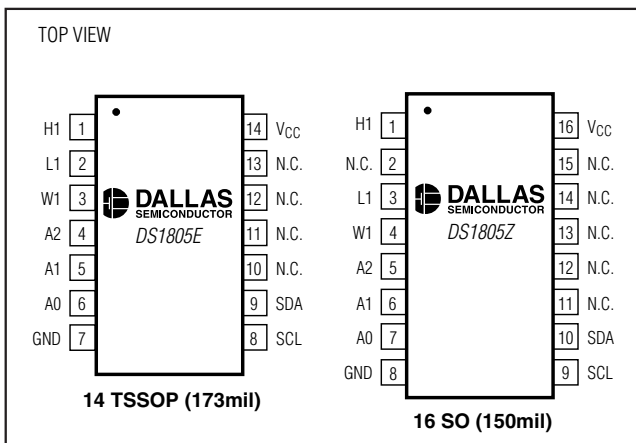 TOP VIEW
H1 1
L1 2
W1 3
A2 4
A1 5
A0 6
GND 7
DALLAS
SEMICONDUCTOR
DS1805E
14 VCC
13 N.C.
12 N.C.
11 N.C.
10 N.C.
9 SDA
8 SCL
14 TSSOP (173mil)
H1 1
N.C. 2
L1 3
W1 4
A2 5
A1 6
A0 7
GND 8
DALLAS
SEMICONDUCTOR
DS1805Z
16 VCC
15 N.C.
14 N.C.
13 N.C.
12 N.C.
11 N.C.
10 SDA
9 SCL
16 SO (150mil)